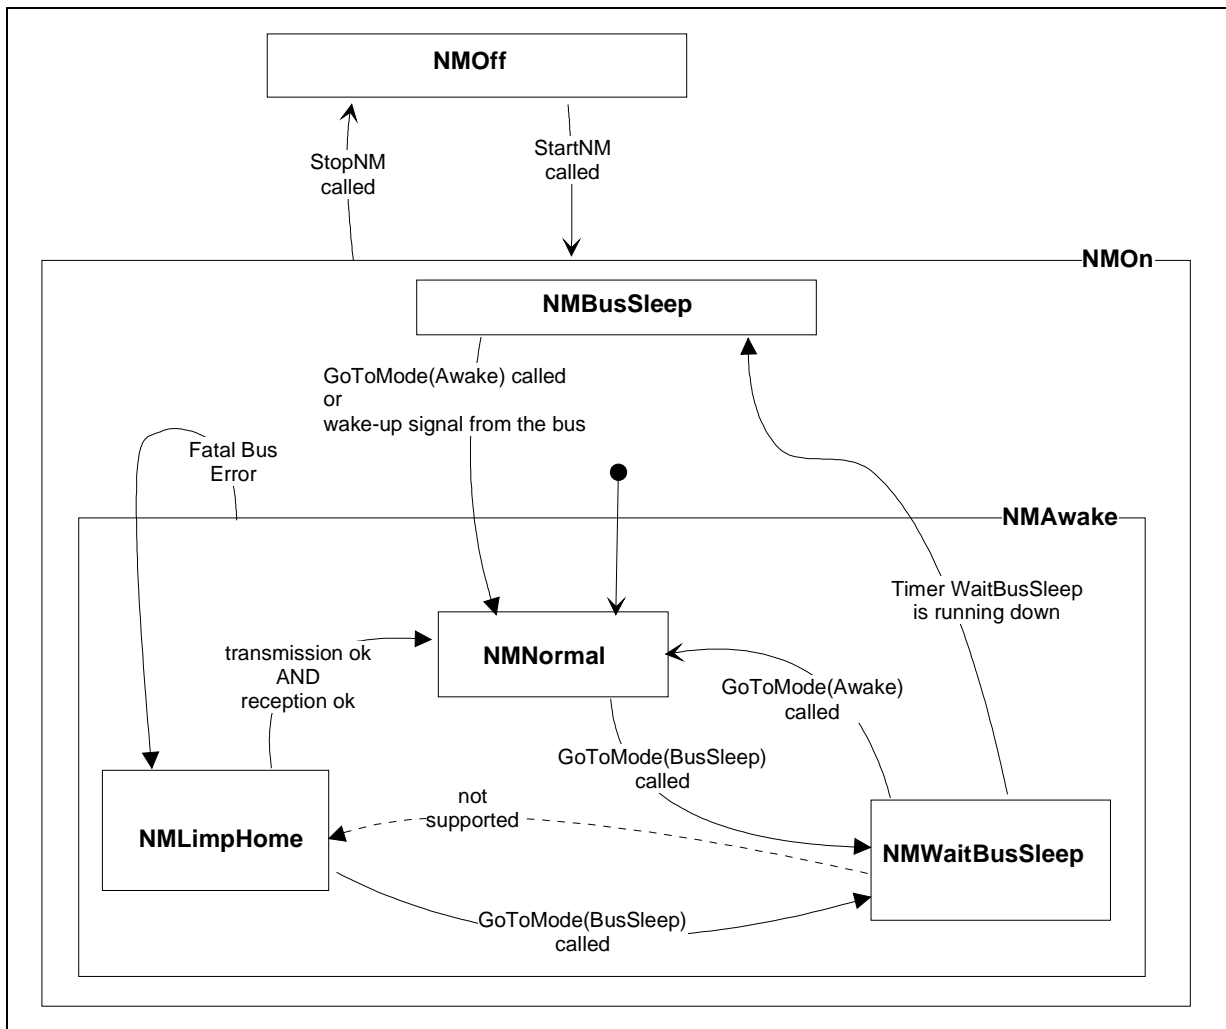 NMOff
StopNM
called
StartNM
called
NMOn
NMBusSleep
GoToMode(Awake) called
or
wake-up signal from the bus
Fatal Bus
Error
NMAwake
Timer WaitBusSleep
is running down
NMNormal
transmission ok
AND
reception ok
GoToMode(Awake)
called
GoToMode(BusSleep)
called
not
supported
NMLimpHome
NMWaitBusSleep
GoToMode(BusSleep)
called